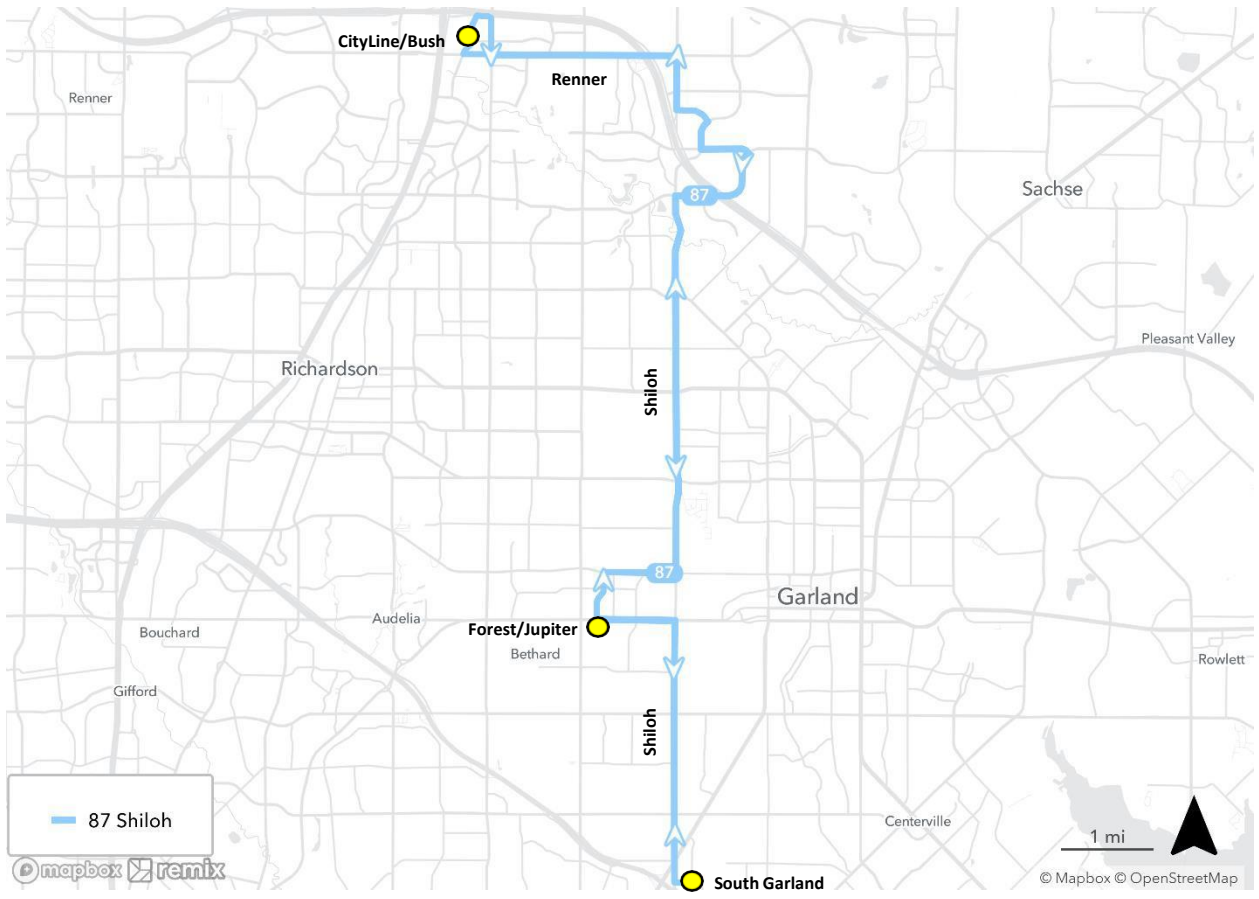 CityLine/Bush
Renner
Renner
87
Sachse
Pleasant Valley
Richardson
Shiloh
87
Garland
Audelia
Forest/Jupiter
Bouchard
Bethard
Rowlett
Gifford
Shiloh
87 Shiloh
Centerville
1 mi
mapbox remix
© Mapbox © OpenStreetMap
South Garland